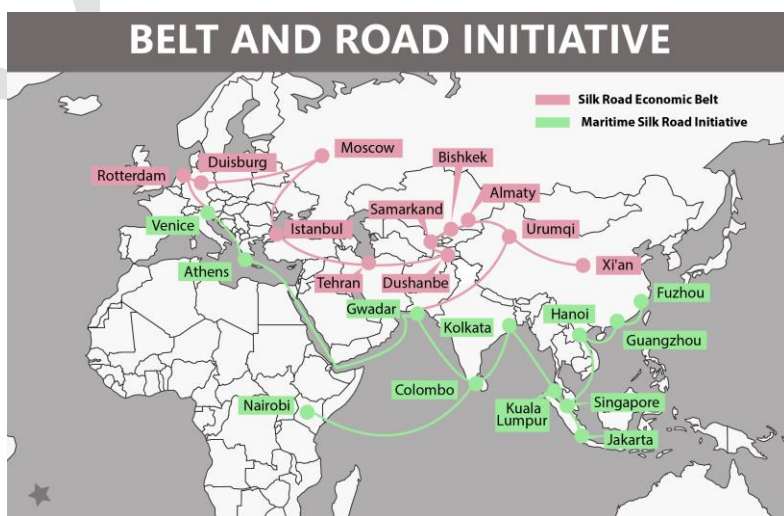 BELT AND ROAD INITIATIVE
Silk Road Economic Belt
Maritime Silk Road Initiative
Moscow
Bishkek
Duisburg
Rotterdam
Almaty
Samarkand
Venice
Istanbul
Urumqi
Athens
Tehran
Dushanbe
Xi'an
Fuzhou
Gwadar
Kolkata
Hanoi
Guangzhou
Colombo
Nairobi
Kuala
Lumpur
Singapore
Jakarta